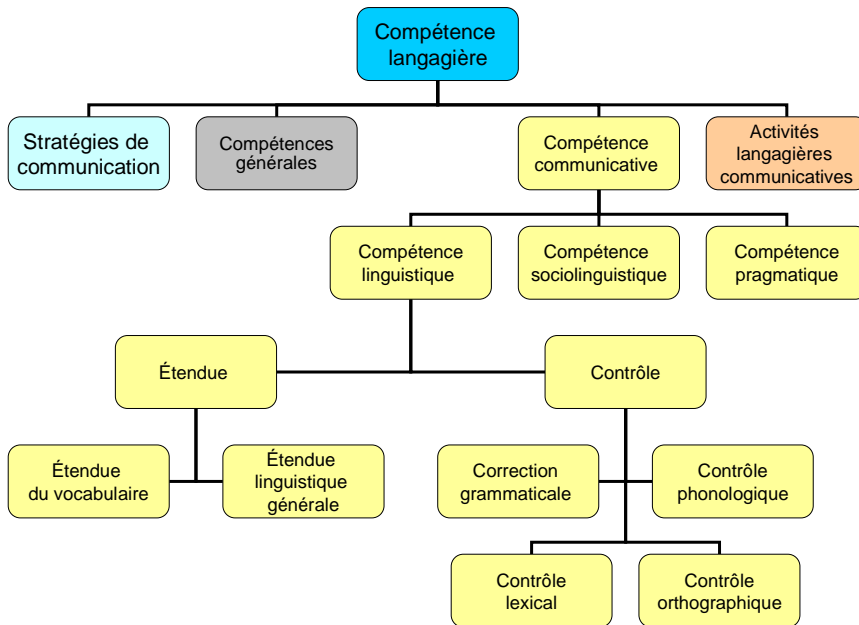 Compétence
langagière
Stratégies de
communication
Compétences
générales
Compétence
communicative
Activités
langagières
communicatives
Compétence
linguistique
Compétence
sociolinguistique
Compétence
pragmatique
Étendue
Contrôle
Étendue
du vocabulaire
Étendue
linguistique
générale
Correction
grammaticale
Contrôle
phonologique
Contrôle
lexical
Contrôle
orthographique